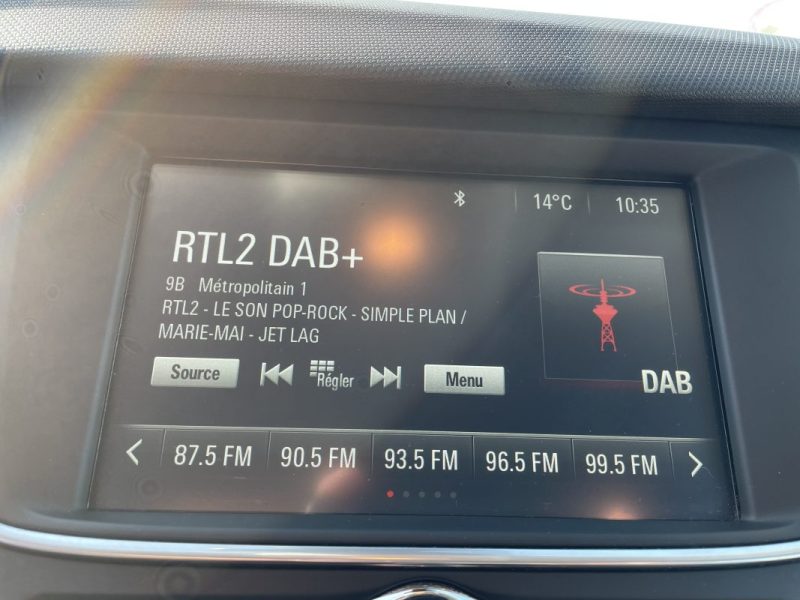 14°C 10:35
RTL2 DAB+
9B Métropolitain 1
RTL2 - LE SON POP-ROCK - SIMPLE PLAN /
MARIE-MAI - JET LAG
DAB
Source Régler Menu
87.5 FM 90.5 FM 93.5 FM 96.5 FM 99.5 FM